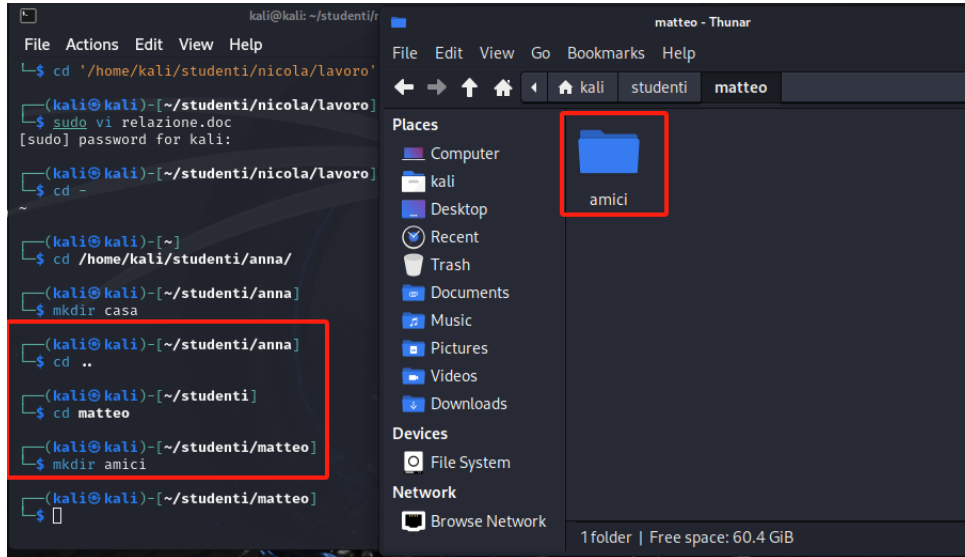 kali@kali: ~/studenti/
File Actions Edit View Help
└─$ cd '/home/kali/studenti/nicola/lavoro'
┌──(kali㉿kali)-[~/studenti/nicola/lavoro]
└─$ sudo vi relazione.doc
[sudo] password for kali:
┌──(kali㉿kali)-[~/studenti/nicola/lavoro]
└─$ cd -
~
┌──(kali㉿kali)-[~]
└─$ cd /home/kali/studenti/anna/
┌──(kali㉿kali)-[~/studenti/anna]
└─$ mkdir casa
┌──(kali㉿kali)-[~/studenti/anna]
└─$ cd ..
┌──(kali㉿kali)-[~/studenti]
└─$ cd matteo
┌──(kali㉿kali)-[~/studenti/matteo]
└─$ mkdir amici
┌──(kali㉿kali)-[~/studenti/matteo]
└─$
matteo - Thunar
File Edit View Go Bookmarks Help
kali studenti matteo
Places
Computer
kali
Desktop
Recent
Trash
Documents
Music
Pictures
Videos
Downloads
Devices
File System
Network
Browse Network
amici
1 folder | Free space: 60.4 GiB